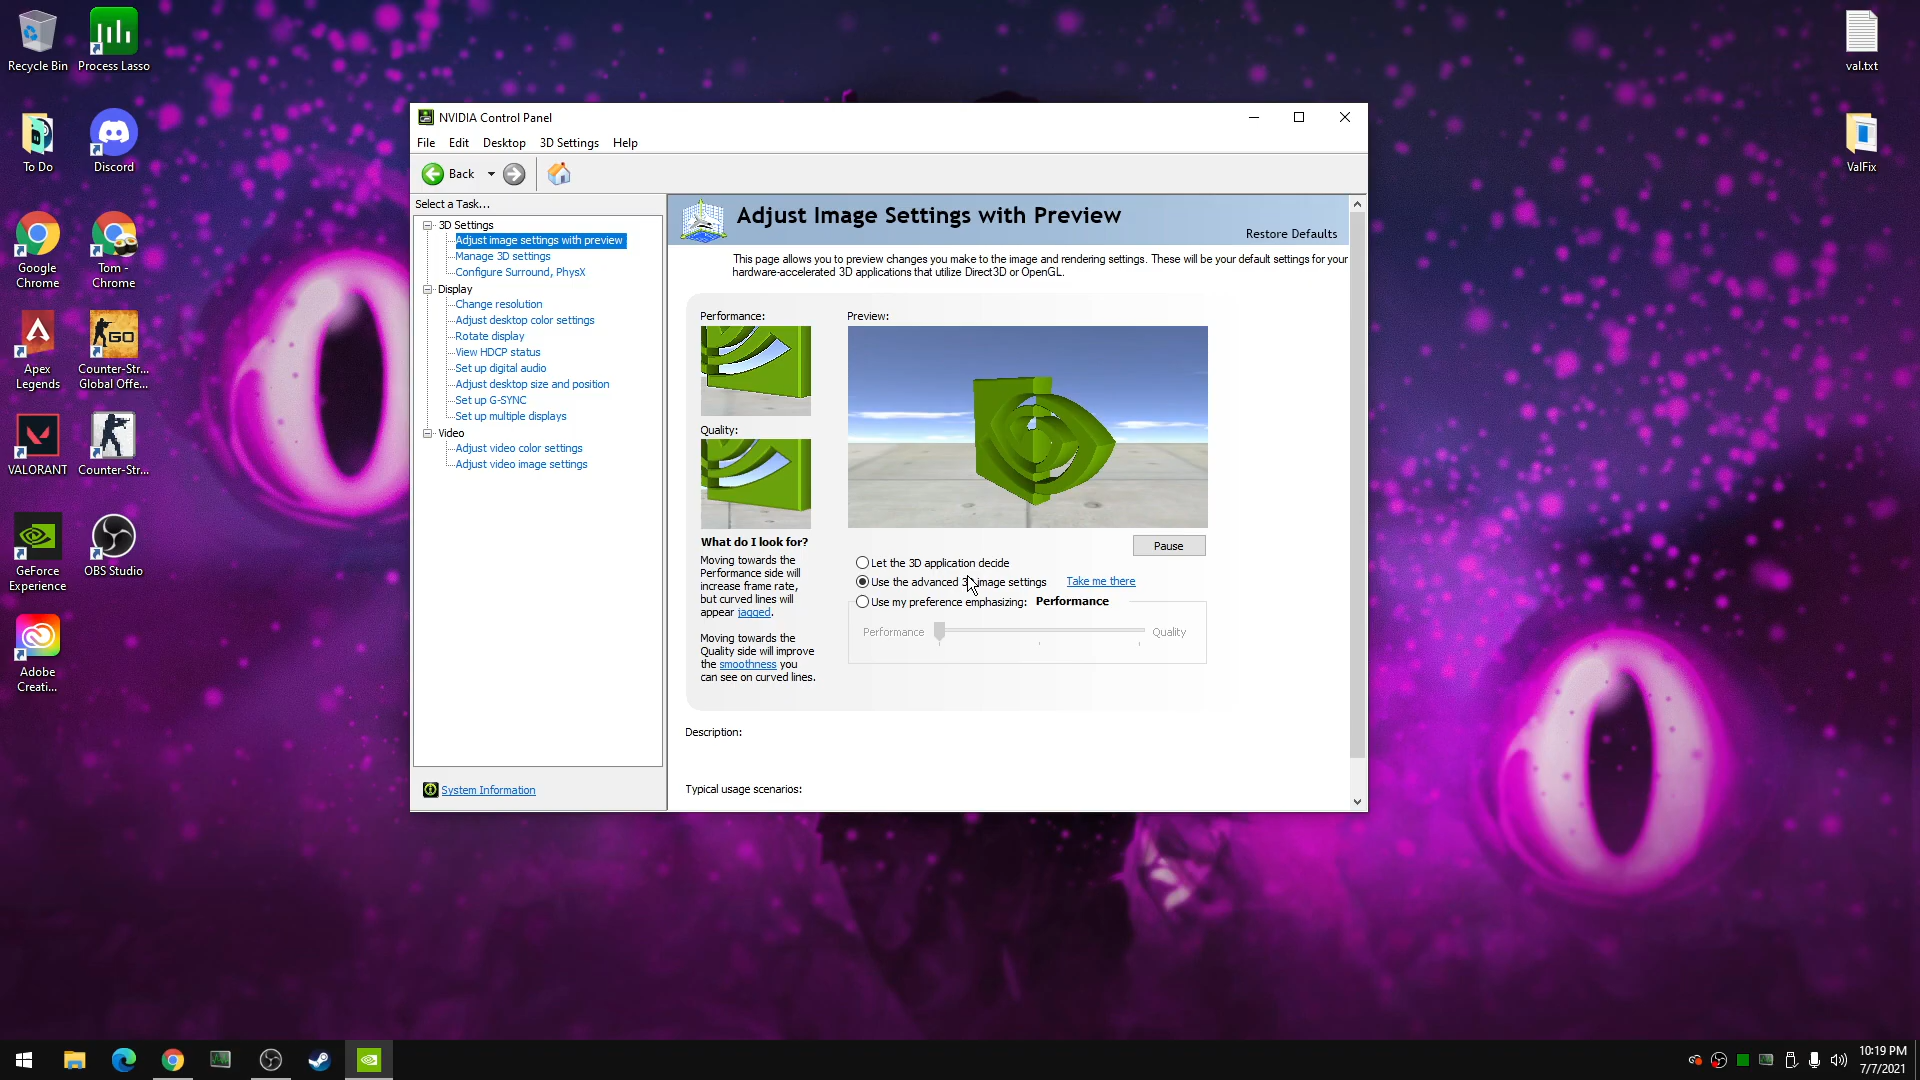 Recycle Bin
Process Lasso
To Do
Discord
Google
Chrome
Tom -
Chrome
Apex
Legends
Counter-Str...
Global Offe...
VALORANT
Counter-Str...
GeForce
Experience
OBS Studio
Adobe
Creati...
val.txt
ValFix
NVIDIA Control Panel
File Edit Desktop 3D Settings Help
Back
Select a Task...
3D Settings
Adjust image settings with preview
Manage 3D settings
Configure Surround, PhysX
Display
Change resolution
Adjust desktop color settings
Rotate display
View HDCP status
Set up digital audio
Adjust desktop size and position
Set up G-SYNC
Set up multiple displays
Video
Adjust video color settings
Adjust video image settings
System Information
Adjust Image Settings with Preview
Restore Defaults
This page allows you to preview changes you make to the image and rendering settings. These will be your default settings for your
hardware-accelerated 3D applications that utilize Direct3D or OpenGL.
Performance:
Quality:
What do I look for?
Moving towards the
Performance side will
increase frame rate,
but curved lines will
appear jagged.
Moving towards the
Quality side will improve
the smoothness you
can see on curved lines.
Preview:
Pause
Let the 3D application decide
Use the advanced 3D image settings Take me there
Use my preference emphasizing: Performance
Performance Quality
Description:
Typical usage scenarios:
GO
10:19 PM
7/7/2021